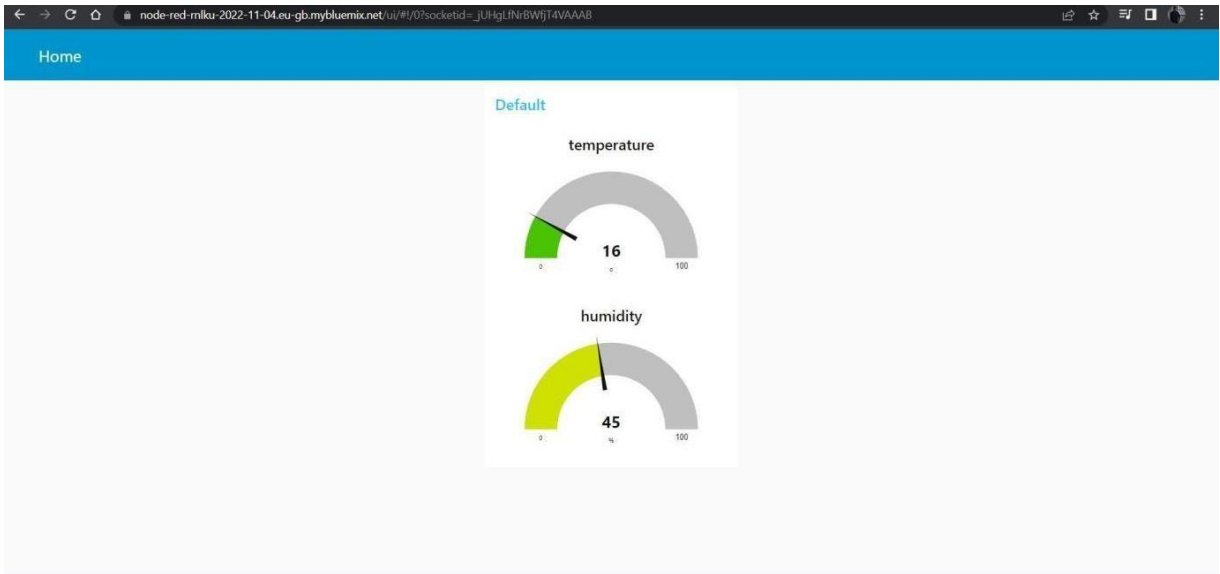 node-red-rnlku-2022-11-04.eu-gb.mybluemix.net/ui/#!/0?socketid=_jUHgLfNrBWfjT4VAAAB
Home
Default
temperature
16
0 c 100
humidity
45
0 % 100